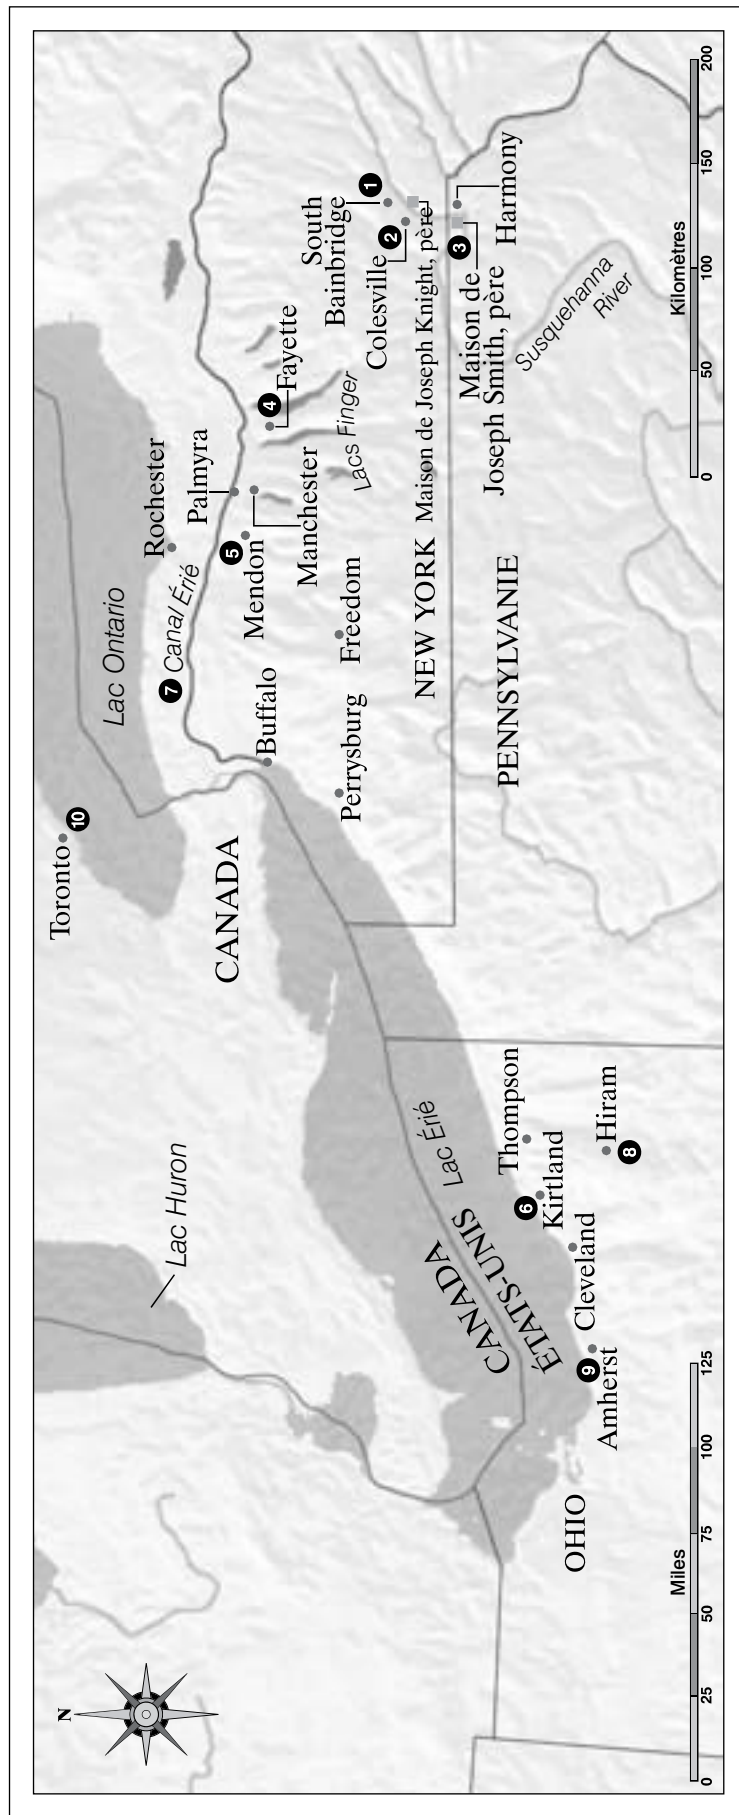 N
Lac Huron
Toronto
10
CANADA
Lac Ontario
7
Canal Érié
Rochester
Palmyra
5
Mendon
Manchester
4
Fayette
Buffalo
Perrysburg
Freedom
Lacs Finger
South
Bainbridge
1
2
Colesville
NEW YORK
Maison de Joseph Knight, père
3
Maison de
Joseph Smith, père
Harmony
PENNSYLVANIE
Susquehanna
River
Lac Érié
CANADA
ÉTATS-UNIS
Thompson
6
Kirtland
Hiram
8
Cleveland
9
Amherst
OHIO
Miles
0
25
50
75
100
125
Kilomètres
0
50
100
150
200